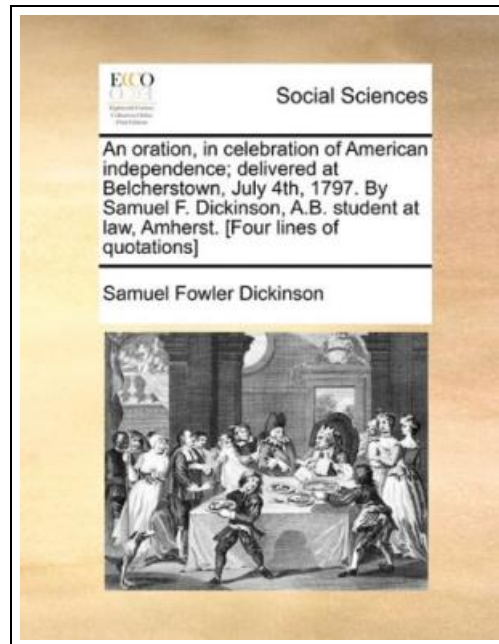 ECCO
Social Sciences
An oration, in celebration of American
independence; delivered at
Belcherstown, July 4th, 1797. By
Samuel F. Dickinson, A.B. student at
law, Amherst. [Four lines of
quotations]
Samuel Fowler Dickinson